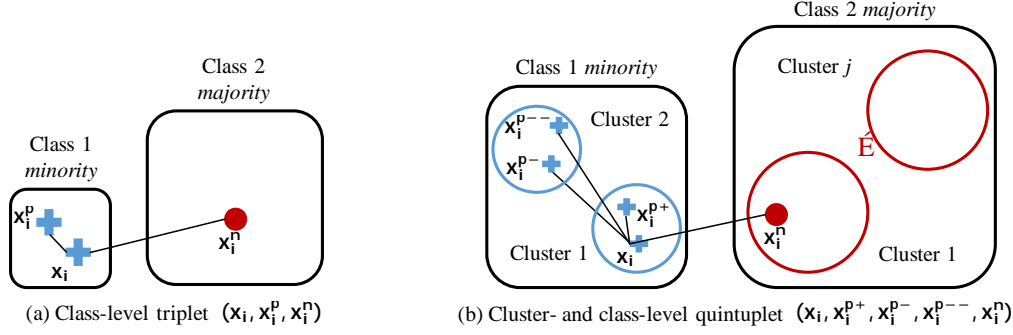 Class 1
minority
x_i^p
x_i
Class 2
majority
x_i^n
(a) Class-level triplet (x_i, x_i^p, x_i^n)
Class 1 minority
Cluster 2
x_i^{p--}
x_i^{p-}
x_i^{p+}
x_i
Cluster 1
Class 2 majority
Cluster j
É
x_i^n
Cluster 1
(b) Cluster- and class-level quintuplet (x_i, x_i^{p+}, x_i^{p-}, x_i^{p--}, x_i^n)